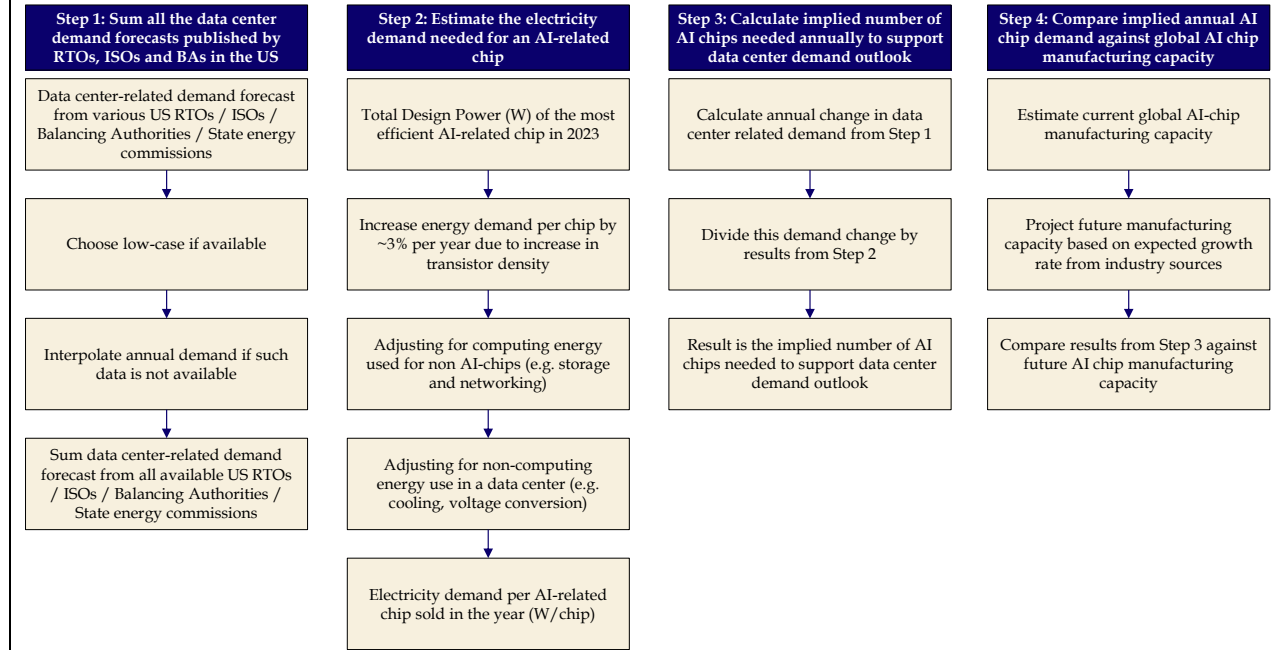 Step 1: Sum all the data center
demand forecasts published by
RTOs, ISOs and BAs in the US
Data center-related demand forecast
from various US RTOs / ISOs /
Balancing Authorities / State energy
commissions
Choose low-case if available
Interpolate annual demand if such
data is not available
Sum data center-related demand
forecast from all available US RTOs
/ ISOs / Balancing Authorities /
State energy commissions
Step 2: Estimate the electricity
demand needed for an AI-related
chip
Total Design Power (W) of the most
efficient AI-related chip in 2023
Increase energy demand per chip by
~3% per year due to increase in
transistor density
Adjusting for computing energy
used for non AI-chips (e.g. storage
and networking)
Adjusting for non-computing
energy use in a data center (e.g.
cooling, voltage conversion)
Electricity demand per AI-related
chip sold in the year (W/chip)
Step 3: Calculate implied number of
AI chips needed annually to support
data center demand outlook
Calculate annual change in data
center related demand from Step 1
Divide this demand change by
results from Step 2
Result is the implied number of AI
chips needed to support data center
demand outlook
Step 4: Compare implied annual AI
chip demand against global AI chip
manufacturing capacity
Estimate current global AI-chip
manufacturing capacity
Project future manufacturing
capacity based on expected growth
rate from industry sources
Compare results from Step 3 against
future AI chip manufacturing
capacity